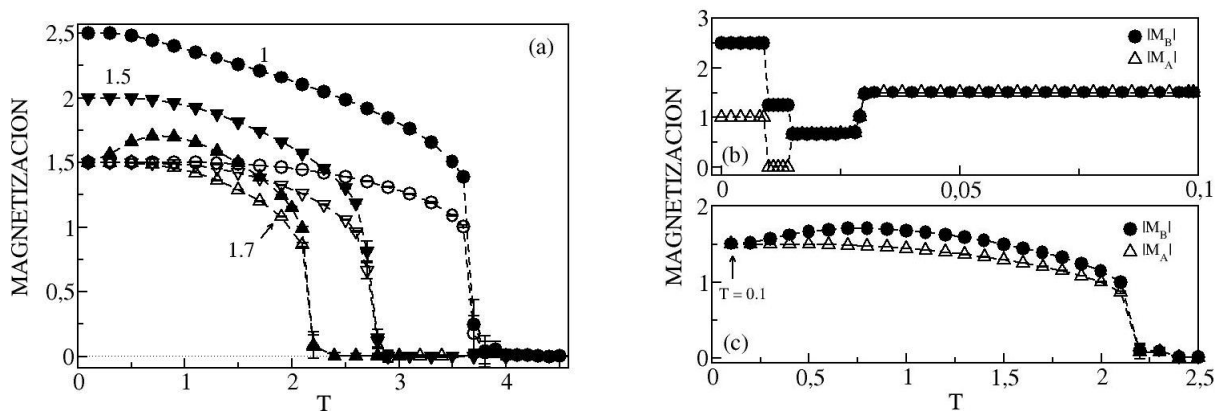 MAGNETIZACION
2,5
2
1.5
1
0,5
0
(a)
1
1.5
1.7
0 1 2 3 4
T
MAGNETIZACION
3
2
1
0
|M_B|
|M_A|
(b)
0 0,05 0,1
2
1
0
|M_B|
|M_A|
T = 0.1
(c)
0 0,5 1 1,5 2 2,5
T